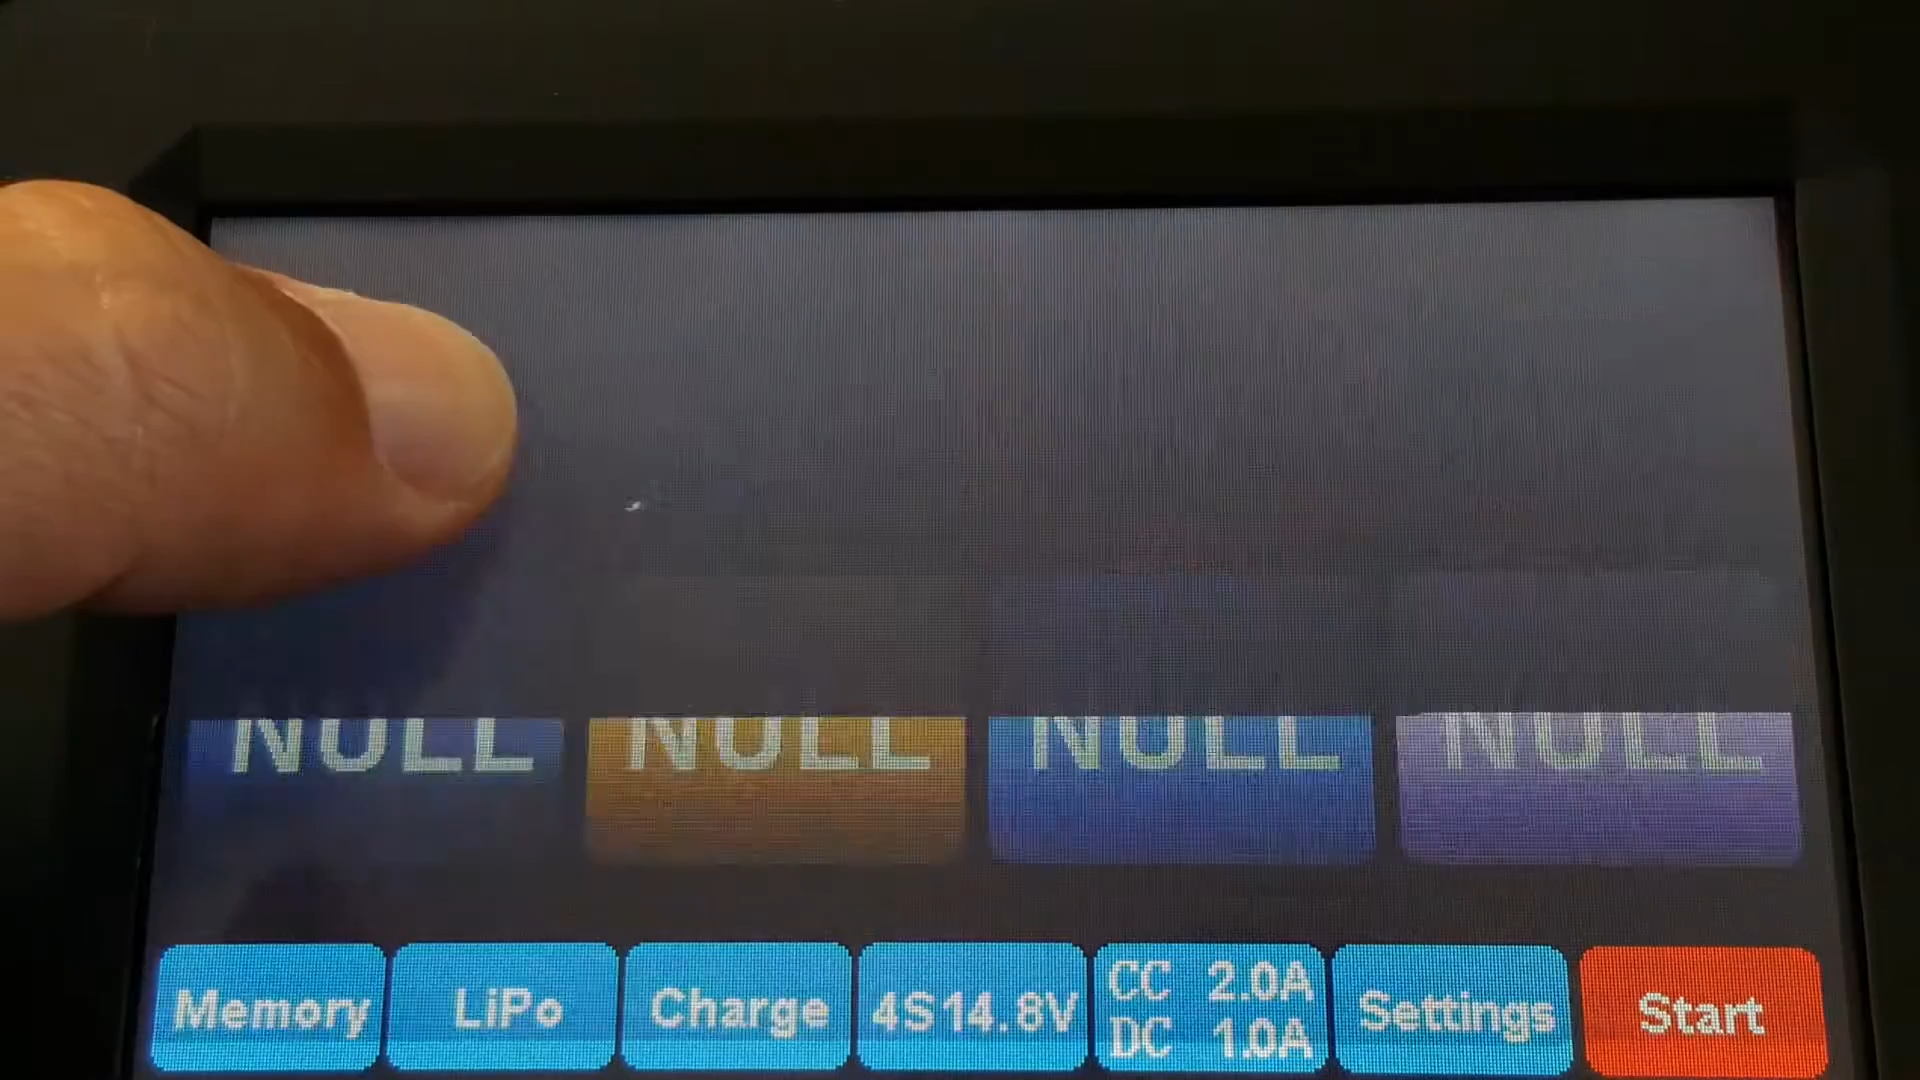 NULL NULL NULL NULL
Memory LiPo Charge 4S14.8V CC 2.0A DC 1.0A Settings Start